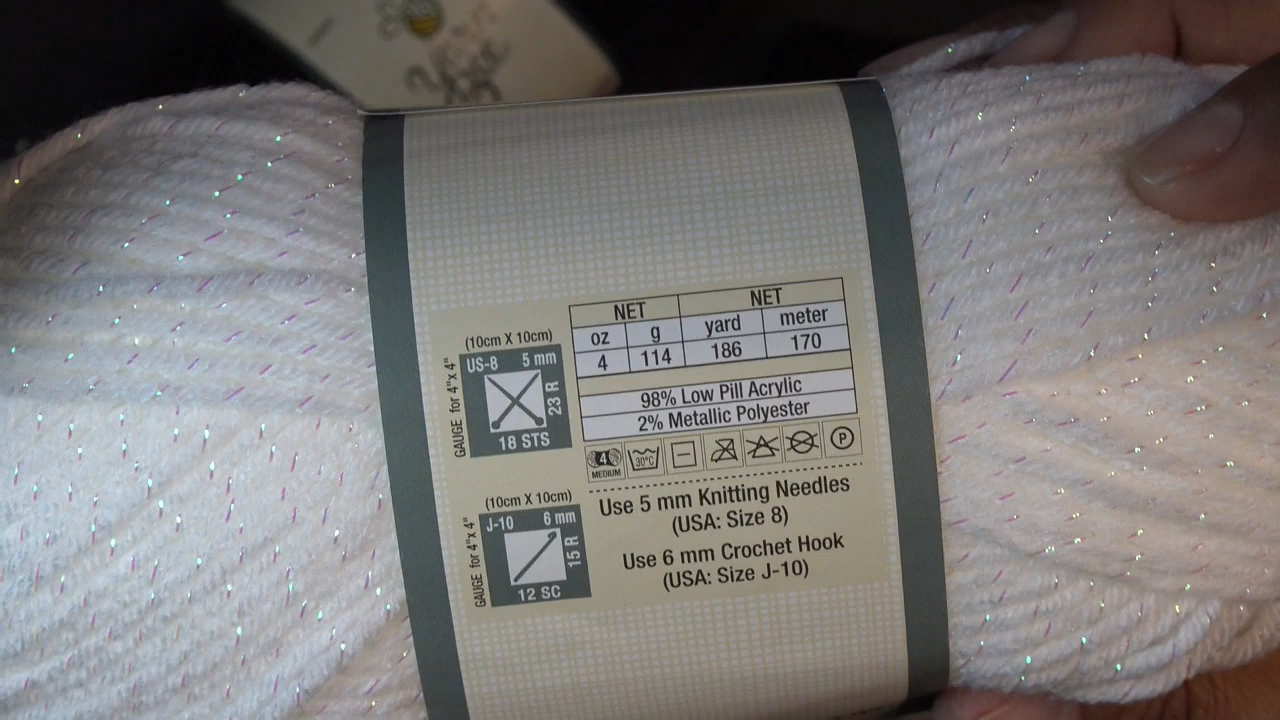 Yarn
Bee
NET NET
oz g yard meter
4 114 186 170
98% Low Pill Acrylic
2% Metallic Polyester
(10cm X 10cm)
GAUGE for 4"x 4"
US-8 5 mm
23 R
18 STS
4
MEDIUM
30°C
P
(10cm X 10cm)
GAUGE for 4"x 4"
J-10 6 mm
15 R
12 SC
Use 5 mm Knitting Needles
(USA: Size 8)
Use 6 mm Crochet Hook
(USA: Size J-10)